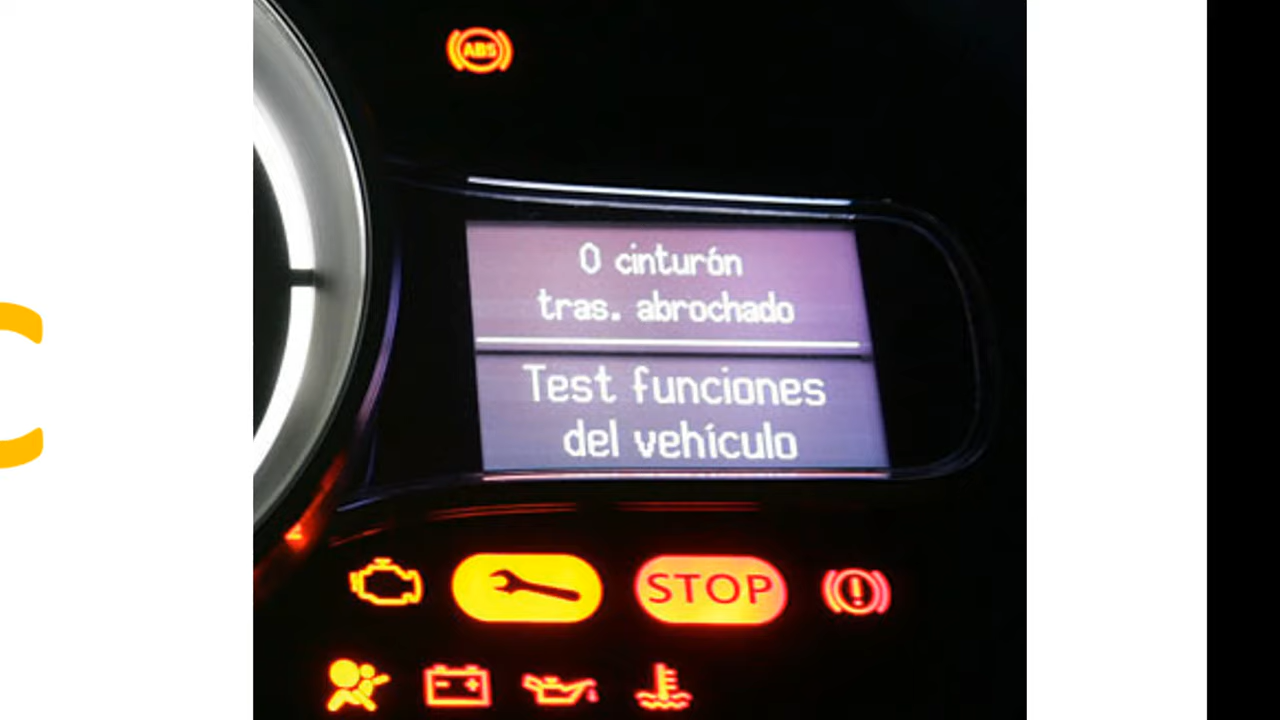 ABS
0 cinturón
tras. abrochado
Test funciones
del vehículo
STOP